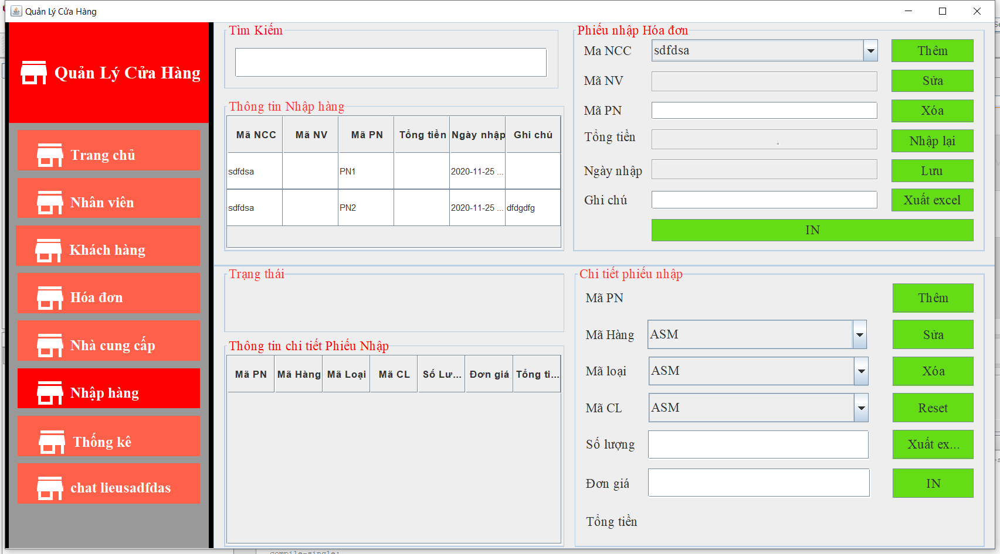 Quản Lý Cửa Hàng
Quản Lý Cửa Hàng
Trang chủ
Nhân viên
Khách hàng
Hóa đơn
Nhà cung cấp
Nhập hàng
Thống kê
chat lieusadfdas
Tìm Kiếm
Thông tin Nhập hàng
Mã NCC Mã NV Mã PN Tổng tiền Ngày nhập Ghi chú
sdfdsa PN1 2020-11-25 ...
sdfdsa PN2 2020-11-25 ... dfdgdfg
Phiếu nhập Hóa đơn
Ma NCC sdfdsa Thêm
Mã NV Sửa
Mã PN Xóa
Tổng tiền Nhập lại
Ngày nhập Lưu
Ghi chú Xuất excel
IN
Trạng thái
Thông tin chi tiết Phiếu Nhập
Mã PN Mã Hàng Mã Loại Mã CL Số Lư... Đơn giá Tổng ti...
Chi tiết phiếu nhập
Mã PN Thêm
Mã Hàng ASM Sửa
Mã loại ASM Xóa
Mã CL ASM Reset
Số lượng Xuất ex...
Đơn giá IN
Tổng tiền
compile-single: